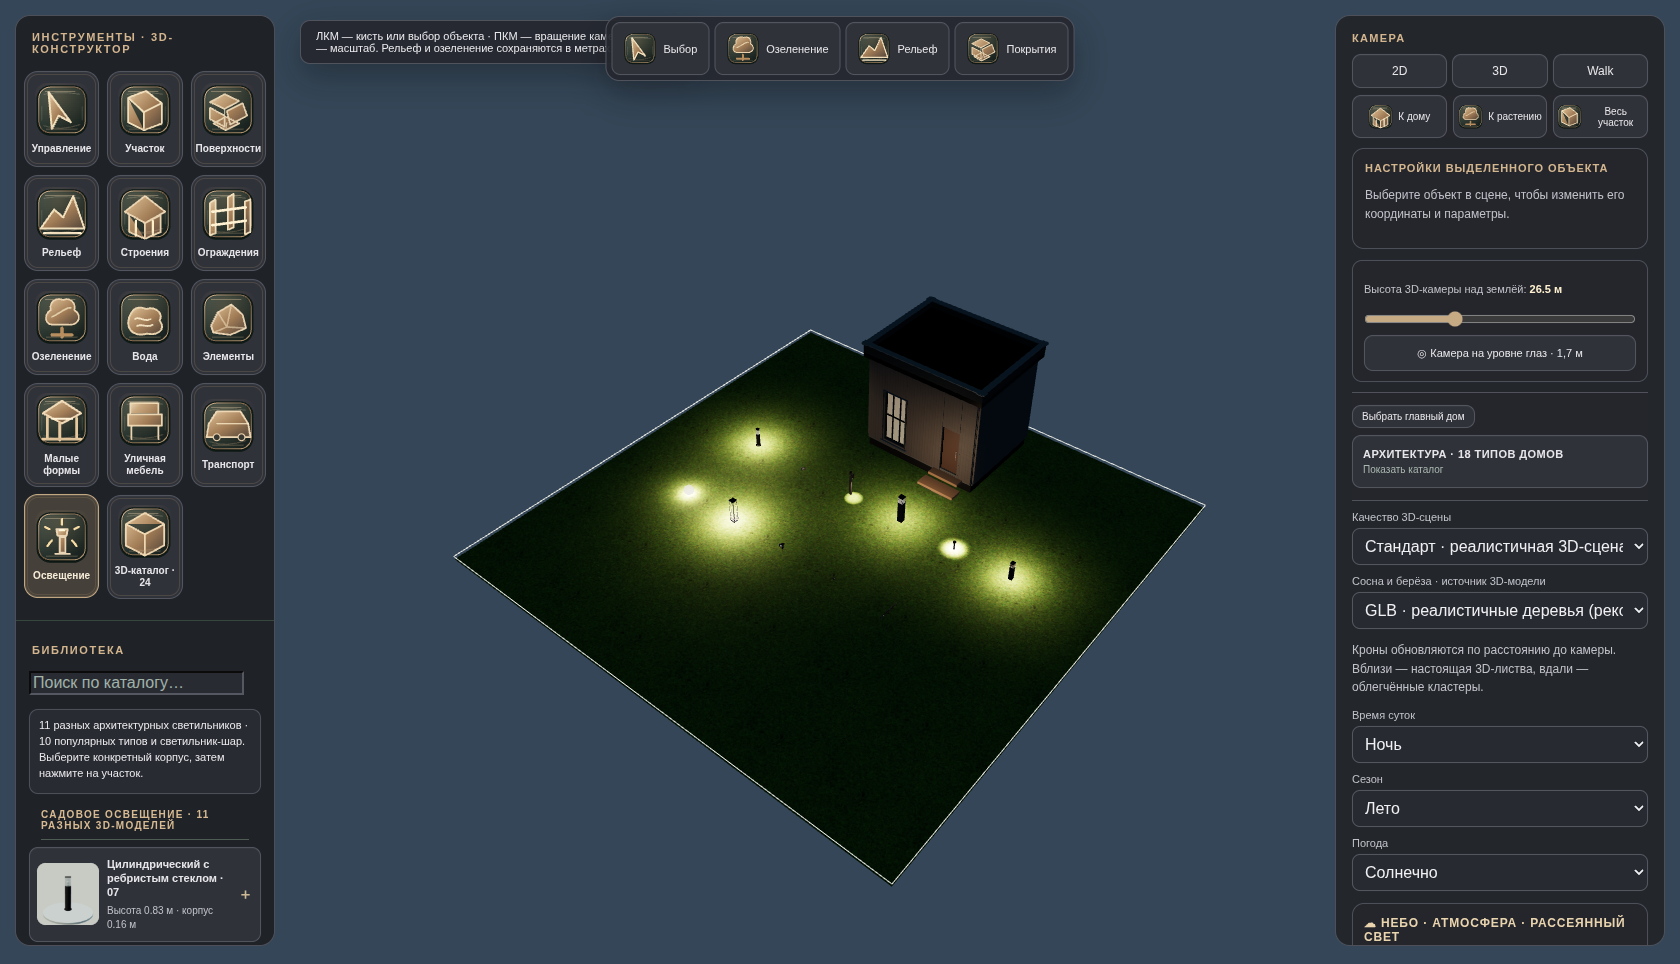 ИНСТРУМЕНТЫ · 3D-
КОНСТРУКТОР
Управление
Участок
Поверхности
Рельеф
Строения
Ограждения
Озеленение
Вода
Элементы
Малые
формы
Уличная
мебель
Транспорт
Освещение
3D-каталог ·
24
БИБЛИОТЕКА
Поиск по каталогу…
11 разных архитектурных светильников ·
10 популярных типов и светильник-шар.
Выберите конкретный корпус, затем
нажмите на участок.
САДОВОЕ ОСВЕЩЕНИЕ · 11
РАЗНЫХ 3D-МОДЕЛЕЙ
Цилиндрический с
ребристым стеклом ·
07
Высота 0.83 м · корпус
0.16 м
+
ЛКМ — кисть или выбор объекта · ПКМ — вращение
— масштаб. Рельеф и озеленение сохраняются в
Выбор
Озеленение
Рельеф
Покрытия
КАМЕРА
2D
3D
Walk
К дому
К растению
Весь
участок
НАСТРОЙКИ ВЫДЕЛЕННОГО ОБЪЕКТА
Выберите объект в сцене, чтобы изменить его
координаты и параметры.
Высота 3D-камеры над землёй: 26.5 м
◎ Камера на уровне глаз · 1,7 м
Выбрать главный дом
АРХИТЕКТУРА · 18 ТИПОВ ДОМОВ
Показать каталог
Качество 3D-сцены
Стандарт · реалистичная 3D-сцена
Сосна и берёза · источник 3D-модели
GLB · реалистичные деревья
Кроны обновляются по расстоянию до камеры.
Вблизи — настоящая 3D-листва, вдали —
облегчённые кластеры.
Время суток
Ночь
Сезон
Лето
Погода
Солнечно
☁ НЕБО · АТМОСФЕРА · РАССЕЯННЫЙ
СВЕТ